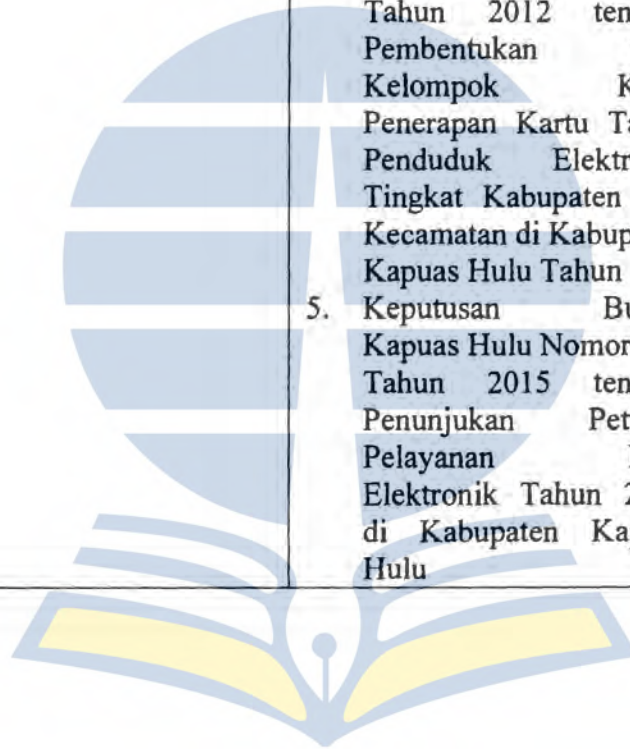 Tahun 2012 ten
Pembentukan
Kelompok K
Penerapan Kartu Ta
Penduduk Elektr
Tingkat Kabupaten
Kecamatan di Kabup
Kapuas Hulu Tahun
5. Keputusan Bu
Kapuas Hulu Nomor
Tahun 2015 ten
Penunjukan Pet
Pelayanan
Elektronik Tahun 2
di Kabupaten Ka
Hulu